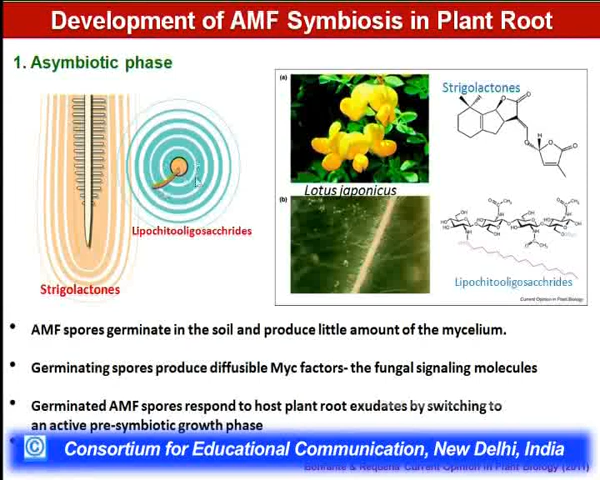 Development of AMF Symbiosis in Plant Root
1. Asymbiotic phase
Lipochitooligosacchrides
Strigolactones
(a)
Lotus japonicus
(b)
Strigolactones
Lipochitooligosacchrides
Current Opinion in Plant Biology
• AMF spores germinate in the soil and produce little amount of the mycelium.
• Germinating spores produce diffusible Myc factors- the fungal signaling molecules
• Germinated AMF spores respond to host plant root exudates by switching to
an active pre-symbiotic growth phase
© Consortium for Educational Communication, New Delhi, India
Bonfante & Requena Current Opinion in Plant Biology (2011)